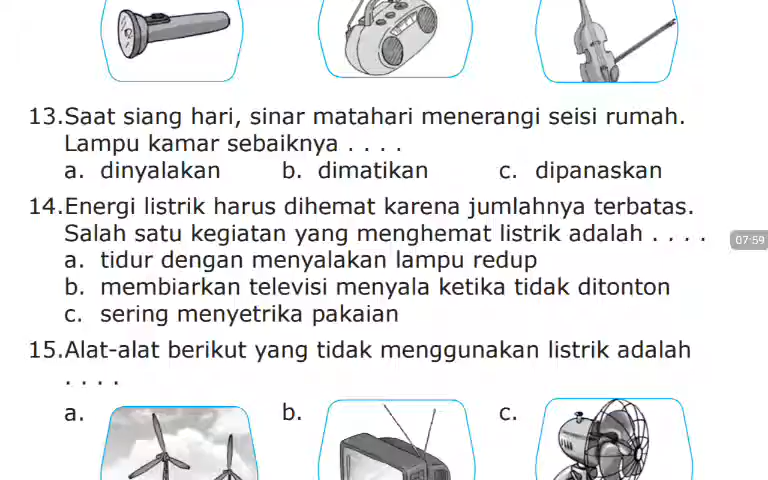 13.Saat siang hari, sinar matahari menerangi seisi rumah.
Lampu kamar sebaiknya . . . .
a. dinyalakan b. dimatikan c. dipanaskan
14.Energi listrik harus dihemat karena jumlahnya terbatas.
Salah satu kegiatan yang menghemat listrik adalah . . . .
07:59
a. tidur dengan menyalakan lampu redup
b. membiarkan televisi menyala ketika tidak ditonton
c. sering menyetrika pakaian
15.Alat-alat berikut yang tidak menggunakan listrik adalah
. . . .
a. b. c.